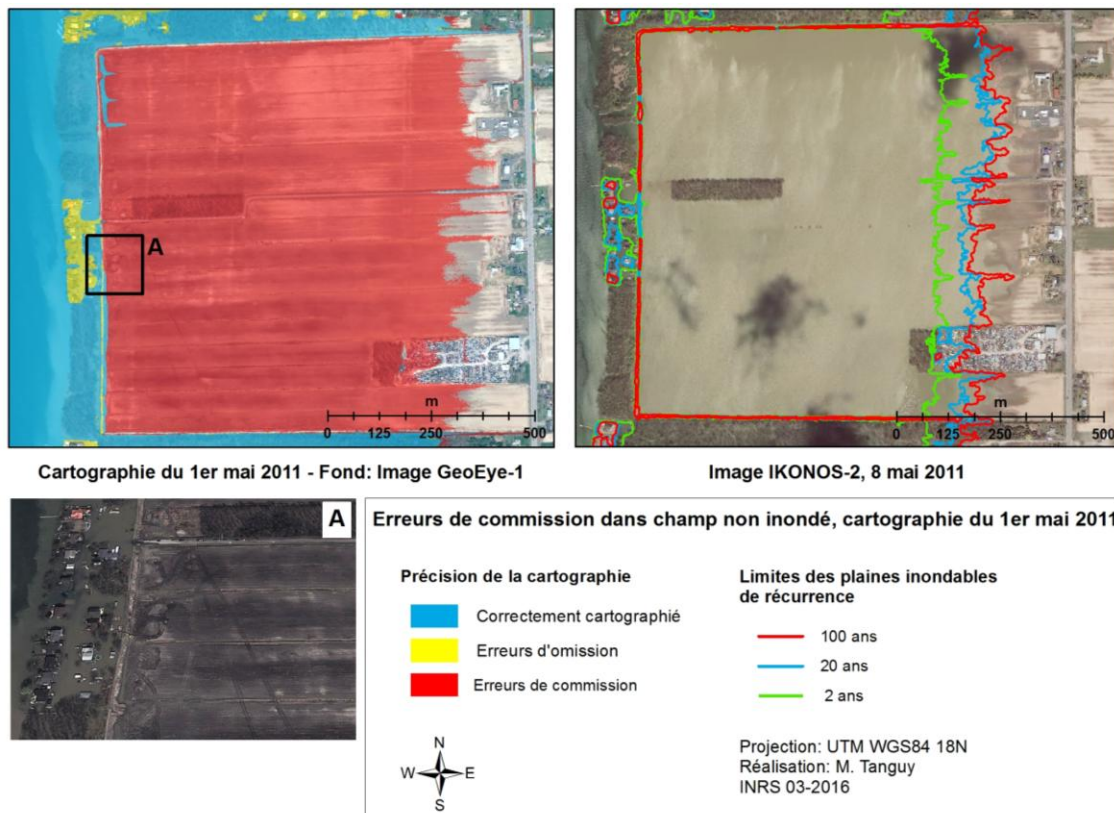 A
m
0 125 250 500
m
0 125 250 500
Cartographie du 1er mai 2011 - Fond: Image GeoEye-1
Image IKONOS-2, 8 mai 2011
A
Erreurs de commission dans champ non inondé, cartographie du 1er mai 2011
Précision de la cartographie
Correctement cartographié
Erreurs d'omission
Erreurs de commission
Limites des plaines inondables
de récurrence
100 ans
20 ans
2 ans
N
W E
S
Projection: UTM WGS84 18N
Réalisation: M. Tanguy
INRS 03-2016